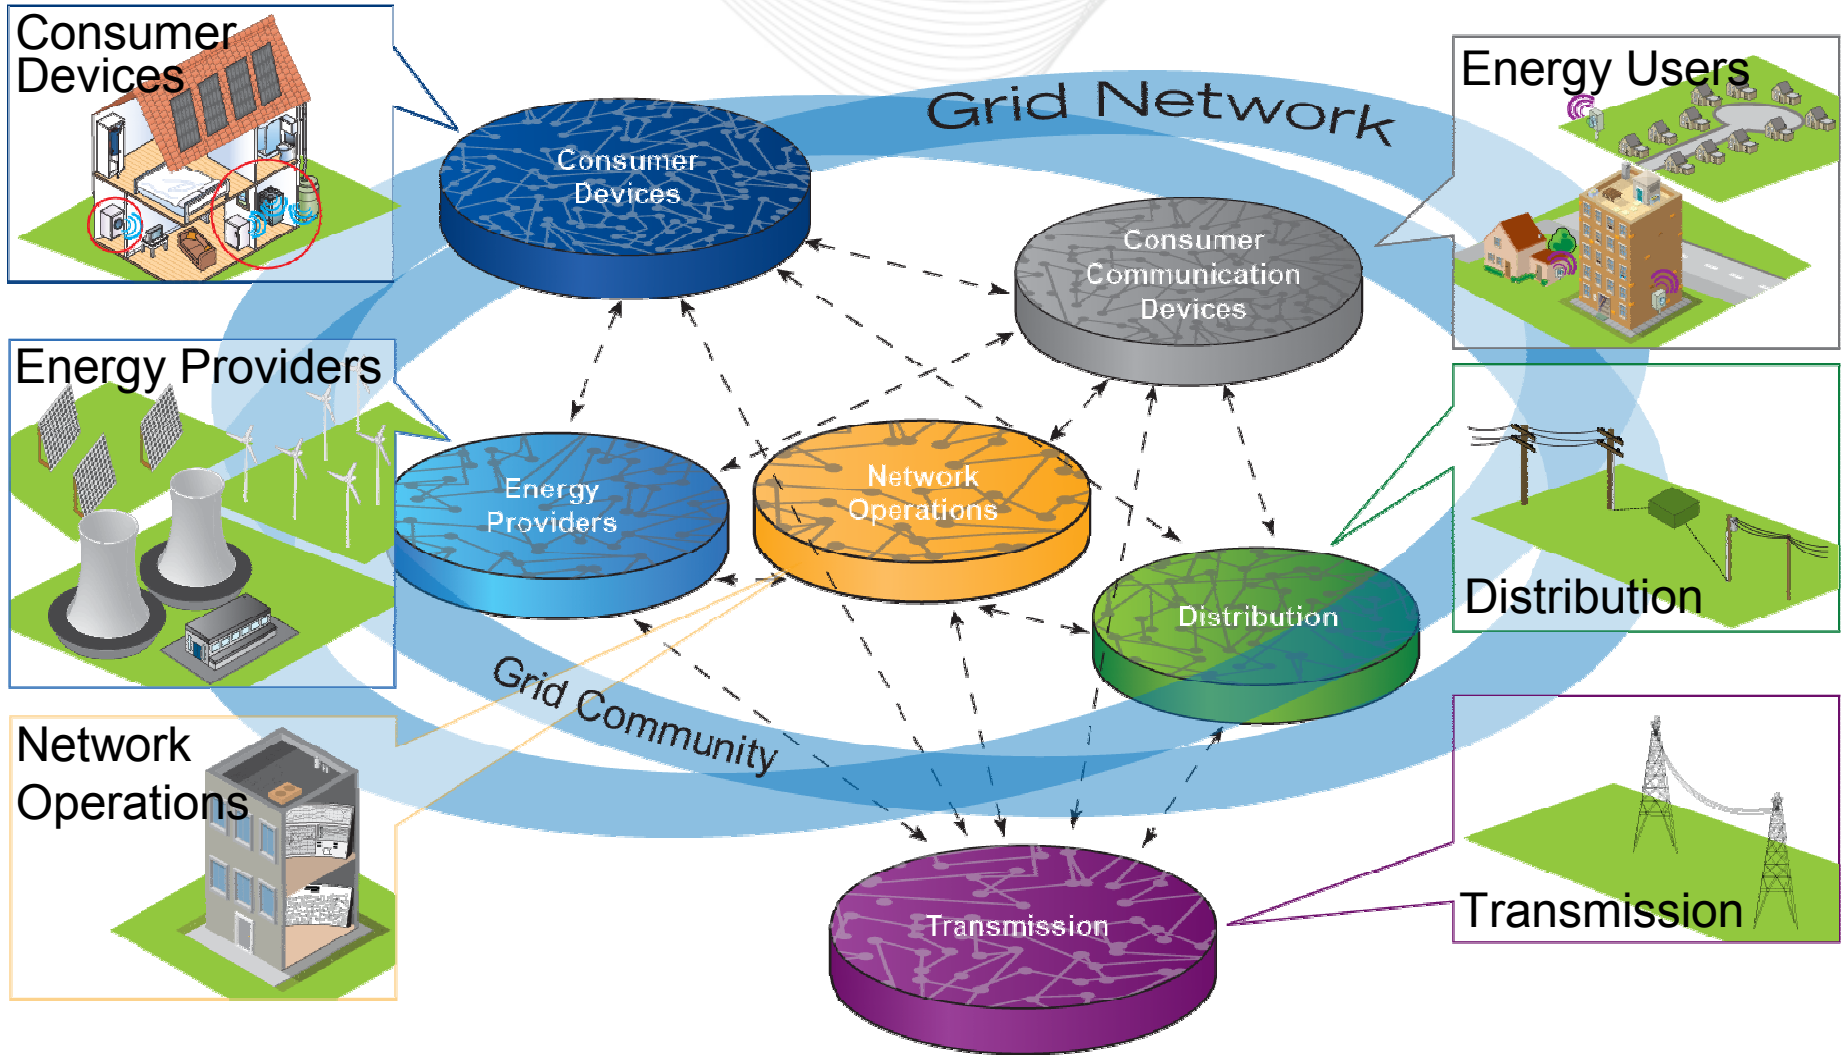 Consumer
Devices
Energy Users
Grid Network
Consumer
Devices
Consumer
Communication
Devices
Energy Providers
Energy
Providers
Network
Operations
Distribution
Distribution
Grid Community
Network
Operations
Transmission
Transmission